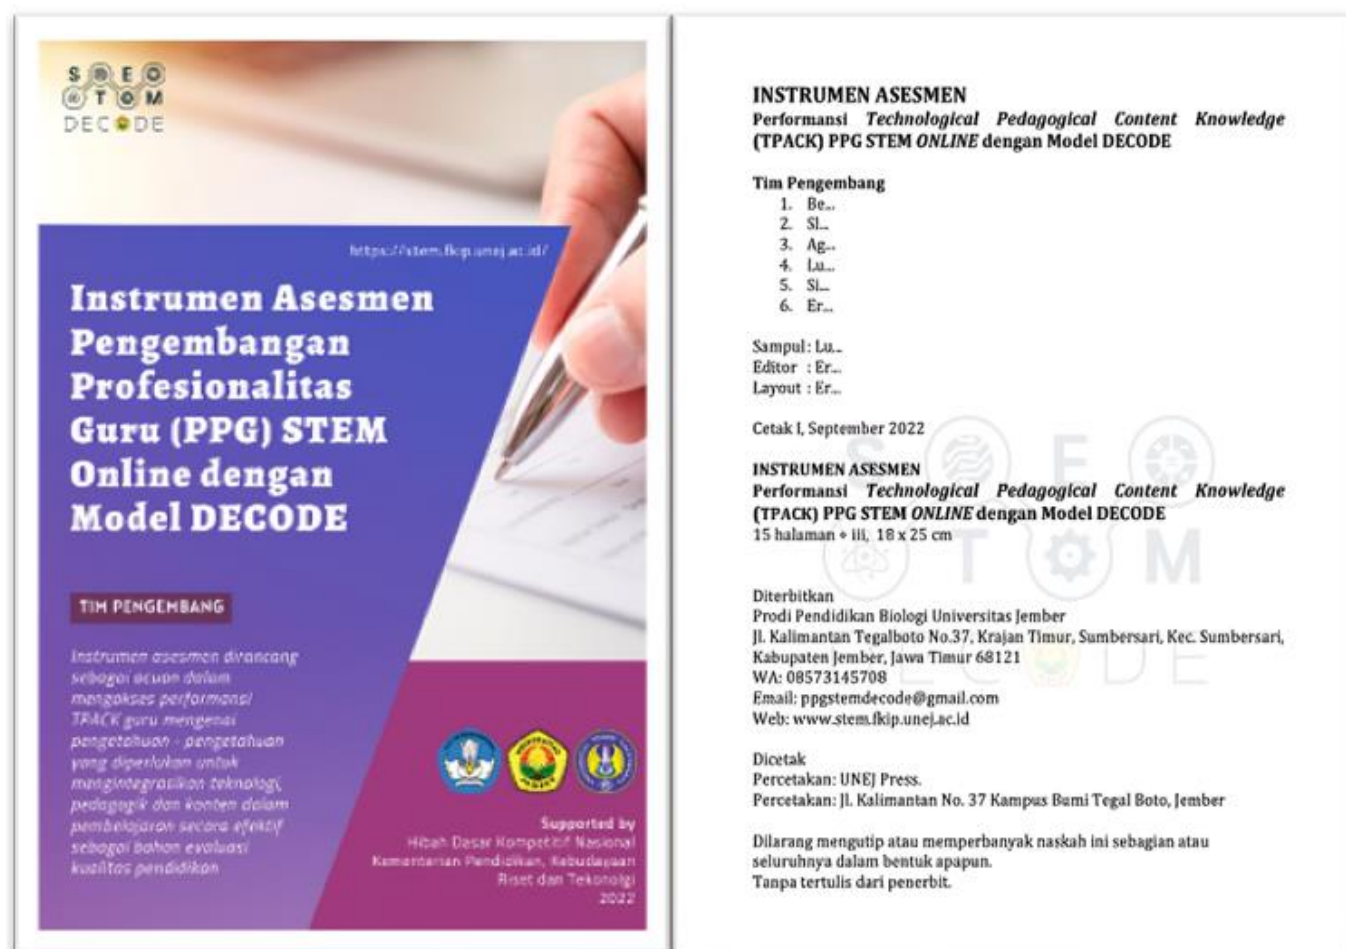 S E
T M
DECODE
https://stem.fkip.unej.ac.id/
Instrumen Asesmen
Pengembangan
Profesionalitas
Guru (PPG) STEM
Online dengan
Model DECODE
TIM PENGEMBANG
Instrumen asesmen dirancang
sebagai acuan dalam
mengakses performansi
TPACK guru mengenai
pengetahuan - pengetahuan
yang diperlukan untuk
mengintegrasikan teknologi,
pedagogik dan konten dalam
pembelajaran secara efektif
sebagai bahan evaluasi
kualitas pendidikan
Supported by
Hibah Dasar Kompetitif Nasional
Kementerian Pendidikan, Kebudayaan
Riset dan Tekonolgi
2022
INSTRUMEN ASESMEN
Performansi Technological Pedagogical Content Knowledge
(TPACK) PPG STEM ONLINE dengan Model DECODE
Tim Pengembang
1. Be...
2. Sl...
3. Ag...
4. Lu...
5. Si...
6. Er...
Sampul : Lu...
Editor : Er...
Layout : Er...
Cetak I, September 2022
INSTRUMEN ASESMEN
Performansi Technological Pedagogical Content Knowledge
(TPACK) PPG STEM ONLINE dengan Model DECODE
15 halaman + iii, 18 x 25 cm
Diterbitkan
Prodi Pendidikan Biologi Universitas Jember
Jl. Kalimantan Tegalboto No.37, Krajan Timur, Sumbersari, Kec. Sumbersari,
Kabupaten Jember, Jawa Timur 68121
WA: 08573145708
Email: ppgstemdecode@gmail.com
Web: www.stem.fkip.unej.ac.id
Dicetak
Percetakan: UNEJ Press.
Percetakan: Jl. Kalimantan No. 37 Kampus Bumi Tegal Boto, Jember
Dilarang mengutip atau memperbanyak naskah ini sebagian atau
seluruhnya dalam bentuk apapun.
Tanpa tertulis dari penerbit.
S E
T M
DECODE